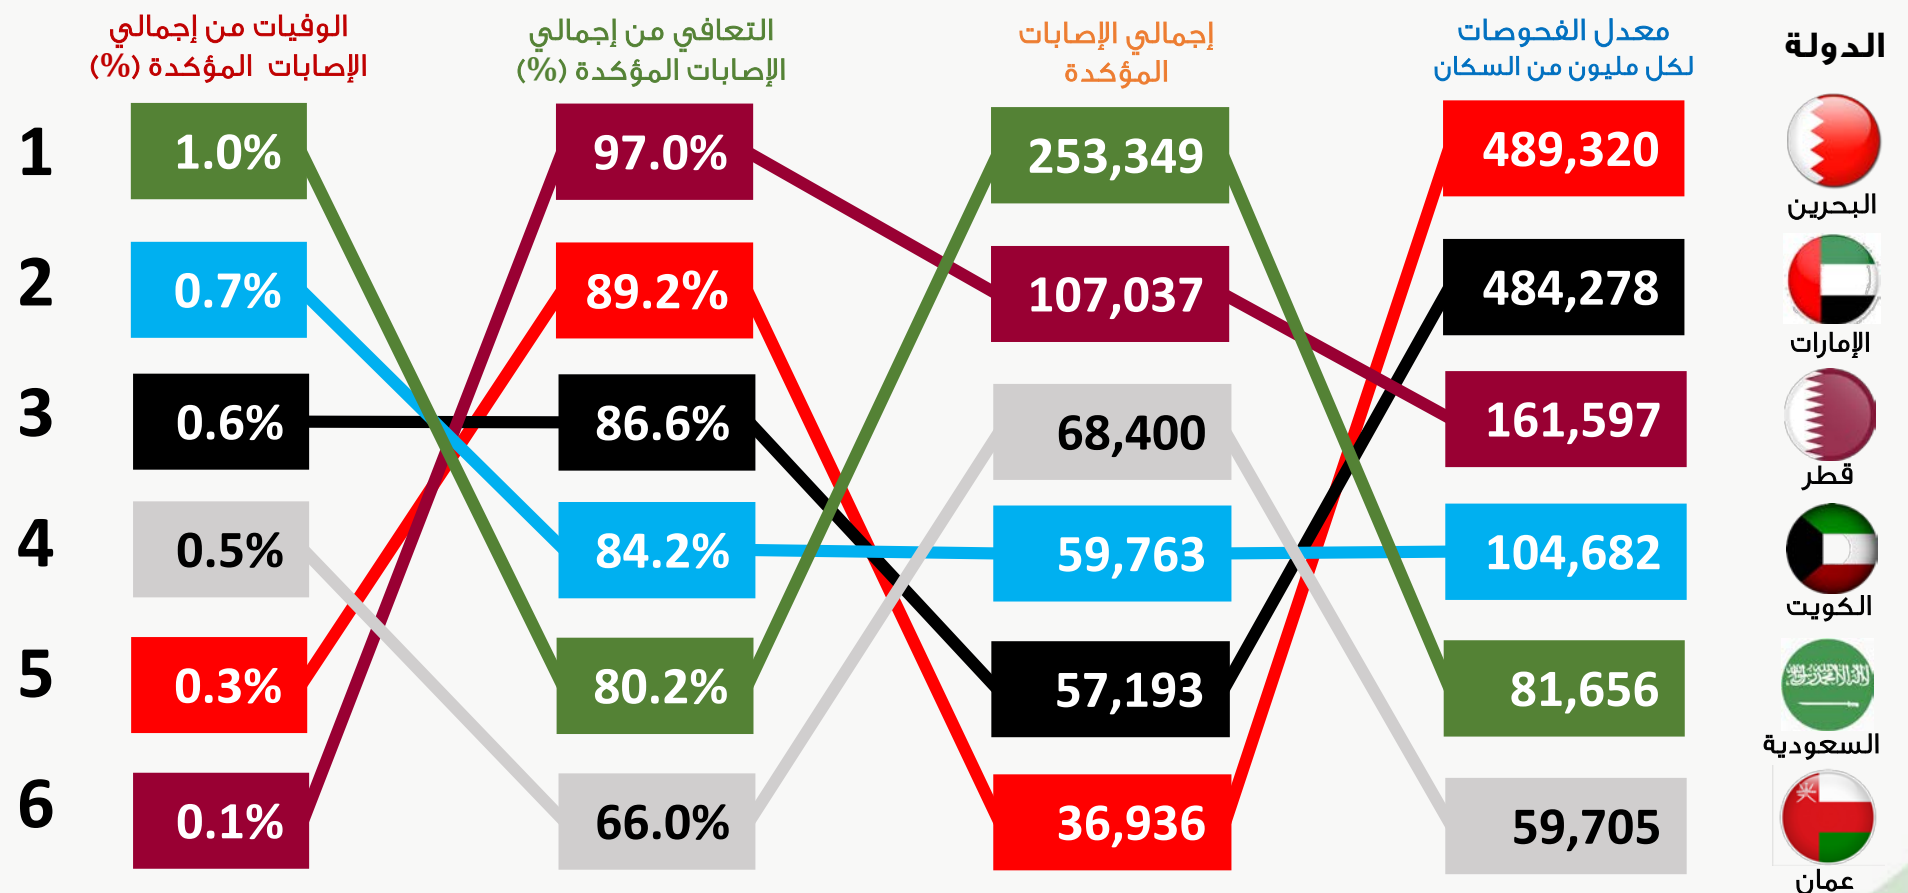 الدولة
معدل الفحوصات
لكل مليون من السكان
إجمالي الإصابات
المؤكدة
التعافي من إجمالي
الإصابات المؤكدة (%)
الوفيات من إجمالي
الإصابات المؤكدة (%)
البحرين
489,320
253,349
97.0%
1.0%
1
الإمارات
484,278
107,037
89.2%
0.7%
2
قطر
161,597
68,400
86.6%
0.6%
3
الكويت
104,682
59,763
84.2%
0.5%
4
السعودية
81,656
57,193
80.2%
0.3%
5
عمان
59,705
36,936
66.0%
0.1%
6